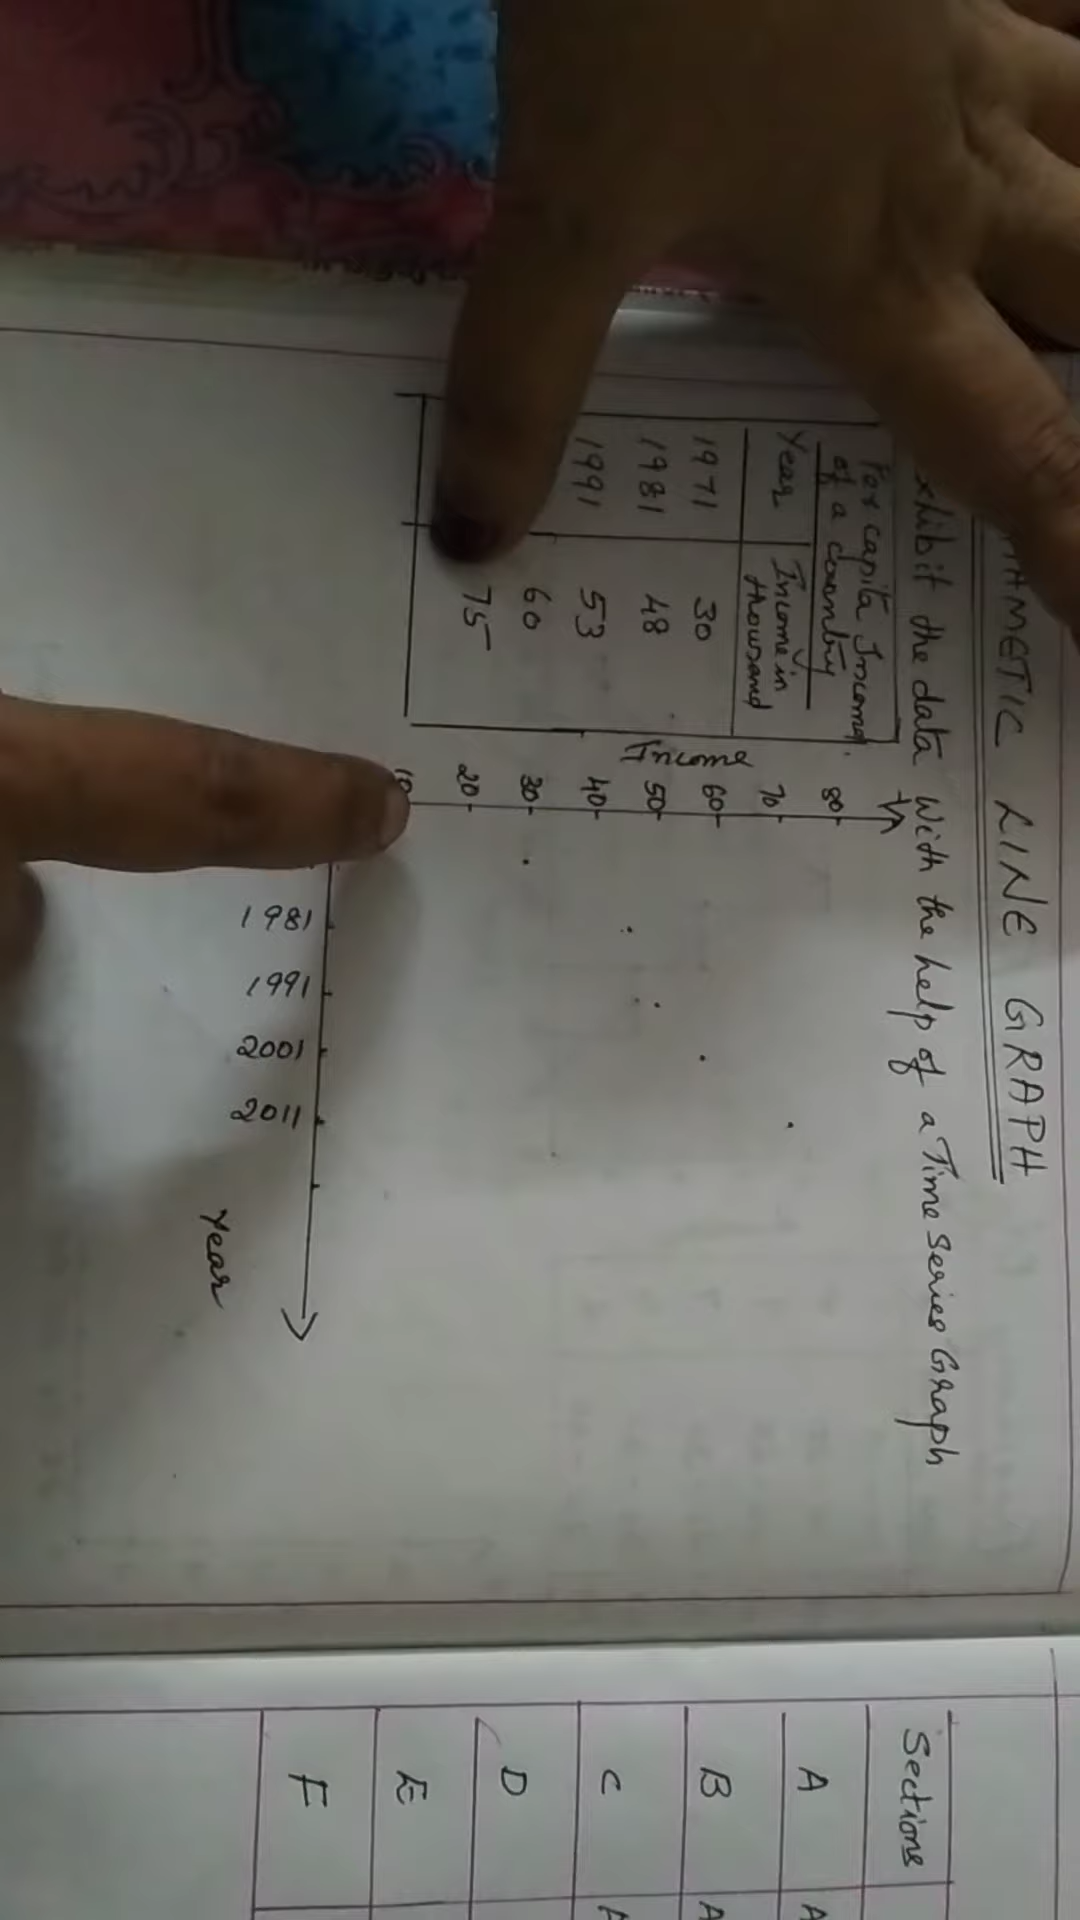 LINE GRAPH
the data With the help of a Time Series Graph
Per capita Income
of a country
Year Income in
thousand
1971 30
1981 48
1991 53
60
75
Income
80
70
60
50
40
30
20
10
1981 1991 2001 2011
Year
Sections
A A
B A
C A
D
E
F